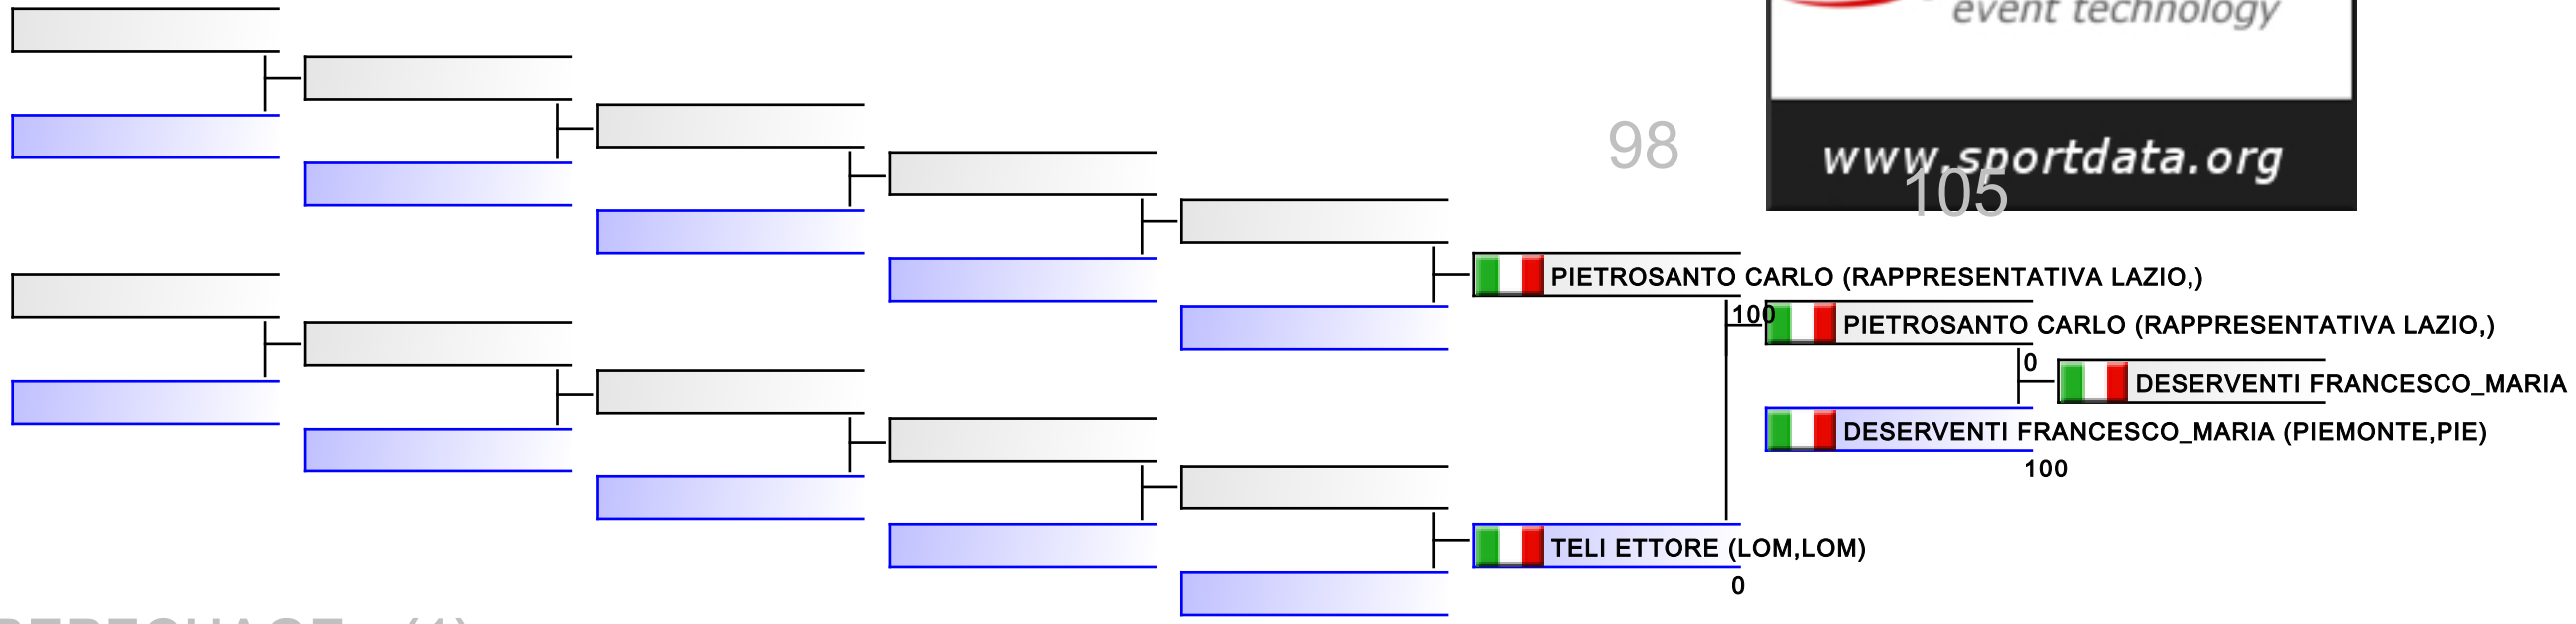 event technology
98
www.sportdata.org
105
PIETROSANTO CARLO (RAPPRESENTATIVA LAZIO,)
100
PIETROSANTO CARLO (RAPPRESENTATIVA LAZIO,)
0
DESERVENTI FRANCESCO_MARIA
DESERVENTI FRANCESCO_MARIA (PIEMONTE,PIE)
100
TELI ETTORE (LOM,LOM)
0